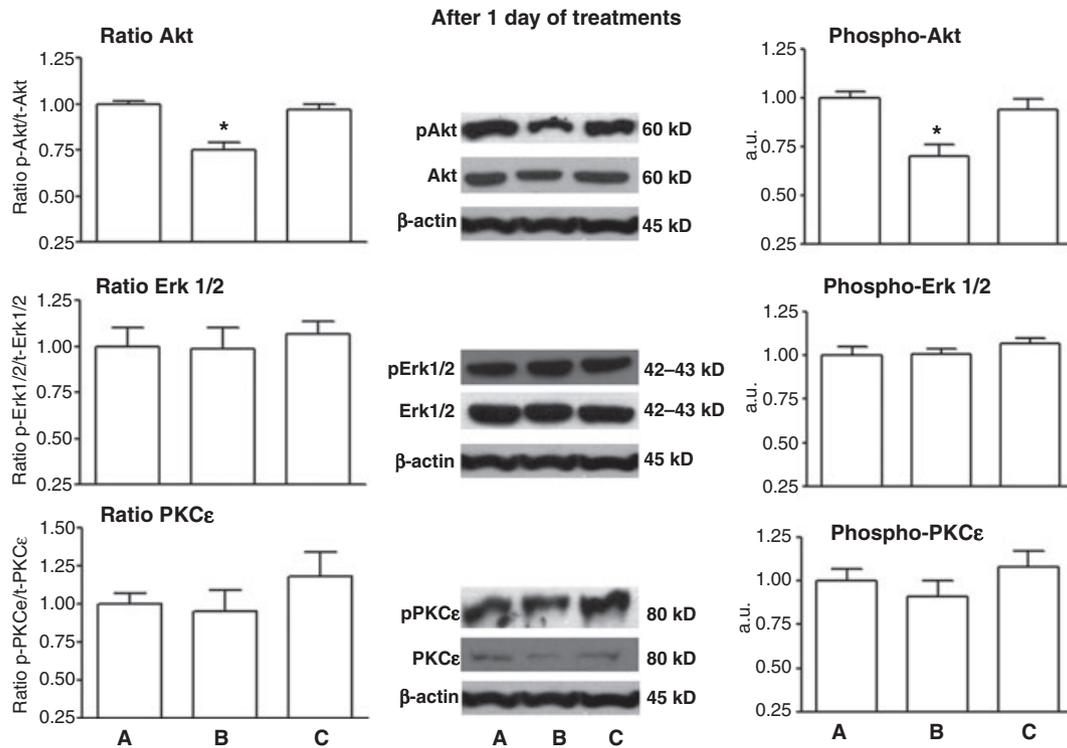 After 1 day of treatments
Ratio Akt
Ratio p-Akt/t-Akt
1.25
1.00
0.75
0.50
0.25
*
pAkt 60 kD
Akt 60 kD
β-actin 45 kD
Phospho-Akt
a.u.
1.25
1.00
0.75
0.50
0.25
*
Ratio Erk 1/2
Ratio p-Erk1/2/t-Erk1/2
1.25
1.00
0.75
0.50
0.25
pErk1/2 42–43 kD
Erk1/2 42–43 kD
β-actin 45 kD
Phospho-Erk 1/2
a.u.
1.25
1.00
0.75
0.50
0.25
Ratio PKCε
Ratio p-PKCe/t-PKCε
1.50
1.25
1.00
0.75
0.50
0.25
A B C
pPKCε 80 kD
PKCε 80 kD
β-actin 45 kD
A B C
Phospho-PKCε
a.u.
1.25
1.00
0.75
0.50
0.25
A B C